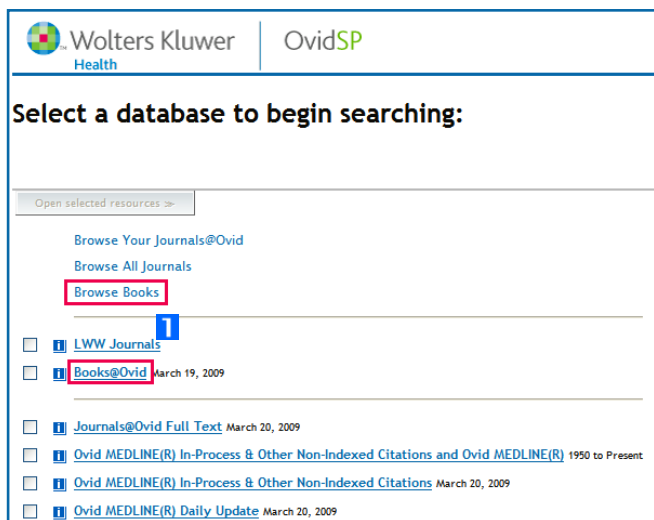 Wolters Kluwer OvidSP
Health
Select a database to begin searching:
Open selected resources ≫
Browse Your Journals@Ovid
Browse All Journals
Browse Books
1
i LWW Journals
i Books@Ovid March 19, 2009
i Journals@Ovid Full Text March 20, 2009
i Ovid MEDLINE(R) In-Process & Other Non-Indexed Citations and Ovid MEDLINE(R) 1950 to Present
i Ovid MEDLINE(R) In-Process & Other Non-Indexed Citations March 20, 2009
i Ovid MEDLINE(R) Daily Update March 20, 2009